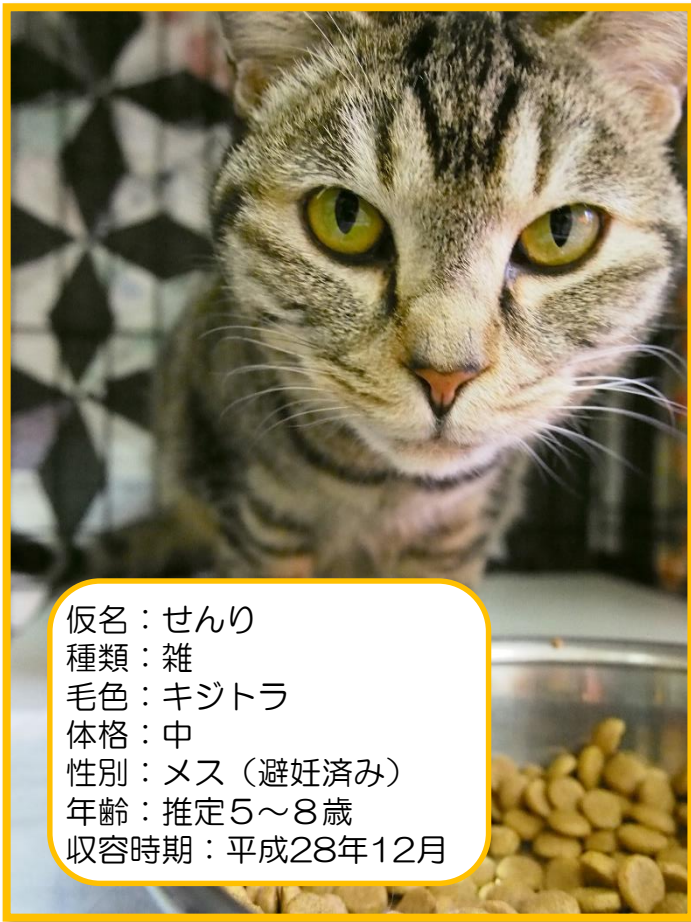 仮名：せんり
種類：雑
毛色：キジトラ
体格：中
性別：メス（避妊済み）
年齢：推定５～８歳
収容時期：平成28年12月